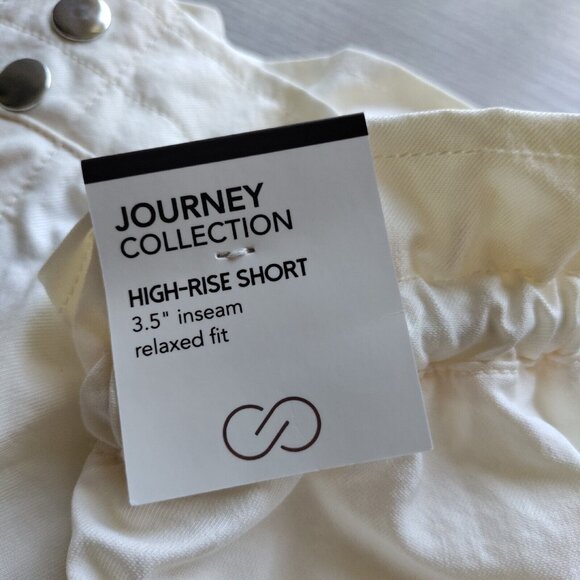 JOURNEY
COLLECTION
HIGH-RISE SHORT
3.5" inseam
relaxed fit